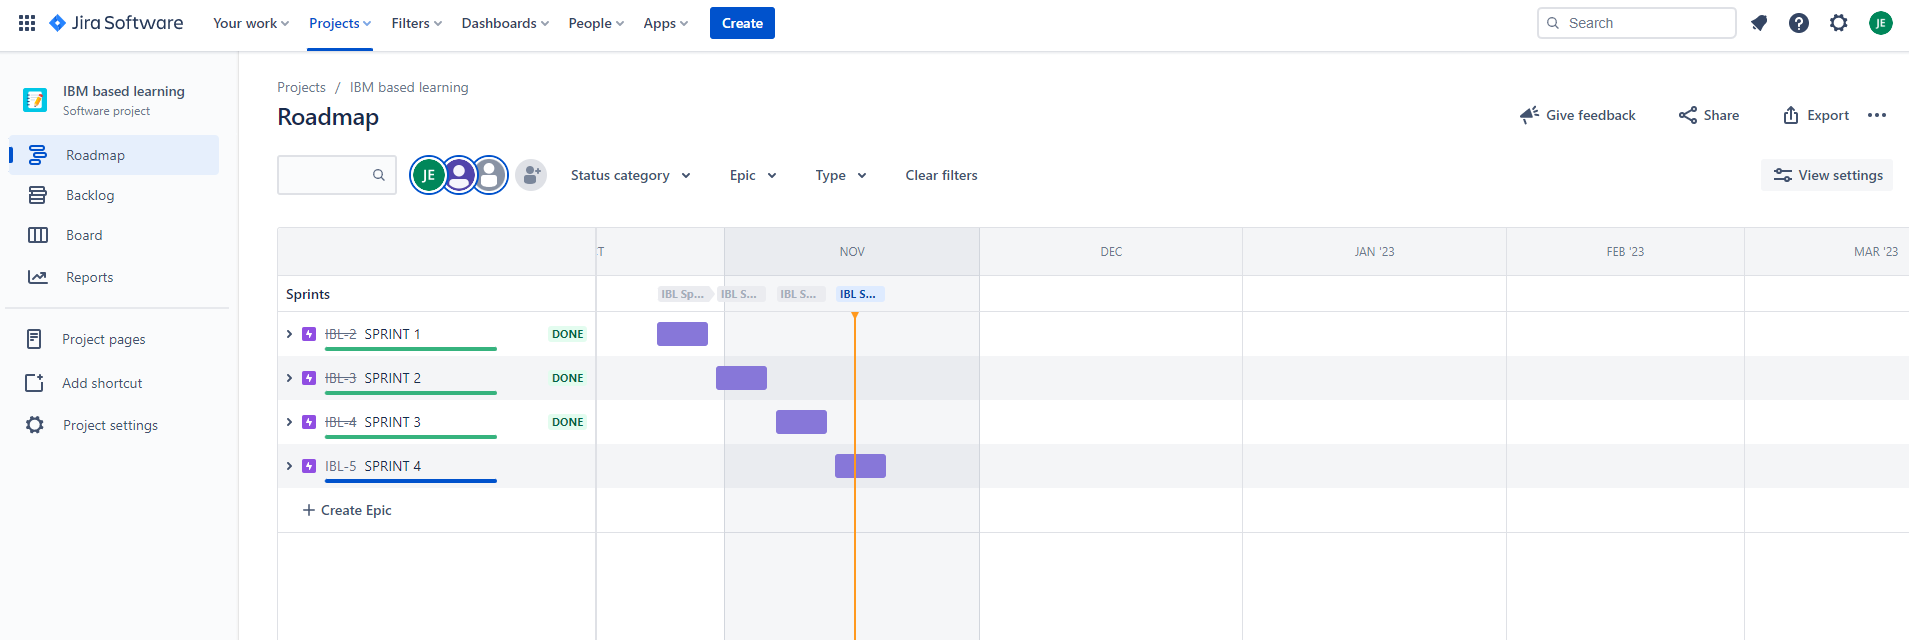 Jira Software
Your work
Projects
Filters
Dashboards
People
Apps
Create
Search
JE
IBM based learning
Software project
Roadmap
Backlog
Board
Reports
Project pages
Add shortcut
Project settings
Projects / IBM based learning
Roadmap
Give feedback
Share
Export
JE
Status category
Epic
Type
Clear filters
View settings
T
NOV
DEC
JAN '23
FEB '23
MAR '23
Sprints
IBL Sp...
IBL S...
IBL S...
IBL S...
IBL-2 SPRINT 1 DONE
IBL-3 SPRINT 2 DONE
IBL-4 SPRINT 3 DONE
IBL-5 SPRINT 4
Create Epic